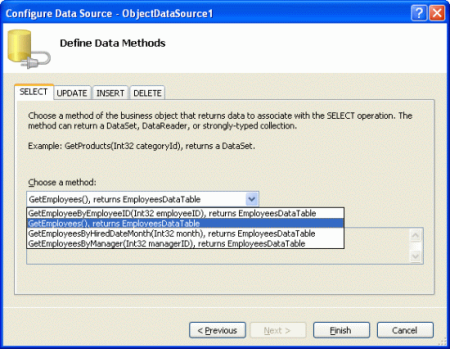 Configure Data Source - ObjectDataSource1
Define Data Methods
SELECT UPDATE INSERT DELETE
Choose a method of the business object that returns data to associate with the SELECT operation. The
method can return a DataSet, DataReader, or strongly-typed collection.
Example: GetProducts(Int32 categoryId), returns a DataSet.
Choose a method:
GetEmployees(), returns EmployeesDataTable
GetEmployeeByEmployeeID(Int32 employeeID), returns EmployeesDataTable
GetEmployees(), returns EmployeesDataTable
GetEmployeesByHiredDateMonth(Int32 month), returns EmployeesDataTable
GetEmployeesByManager(Int32 managerID), returns EmployeesDataTable
< Previous Next > Finish Cancel